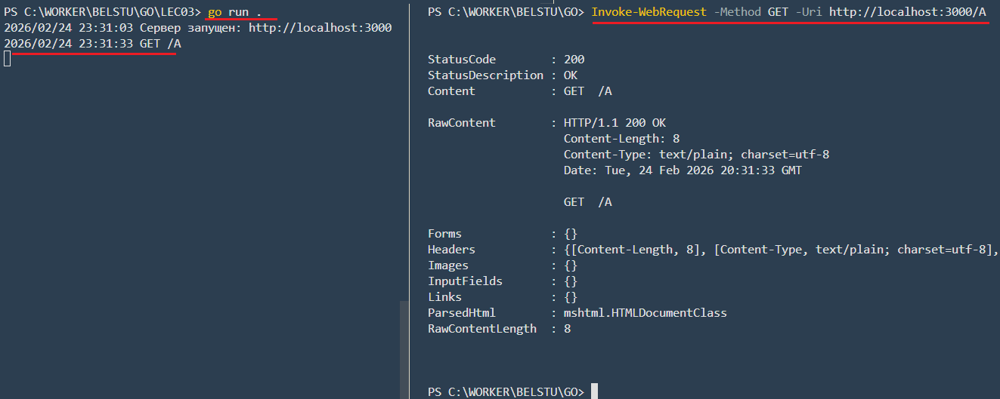 PS C:\WORKER\BELSTU\GO\LEC03> go run .
2026/02/24 23:31:03 Сервер запущен: http://localhost:3000
2026/02/24 23:31:33 GET /A
PS C:\WORKER\BELSTU\GO> Invoke-WebRequest -Method GET -Uri http://localhost:3000/A
StatusCode        : 200
StatusDescription : OK
Content           : GET  /A
RawContent        : HTTP/1.1 200 OK
                    Content-Length: 8
                    Content-Type: text/plain; charset=utf-8
                    Date: Tue, 24 Feb 2026 20:31:33 GMT
                    GET  /A
Forms             : {}
Headers           : {[Content-Length, 8], [Content-Type, text/plain; charset=utf-8],
Images            : {}
InputFields       : {}
Links             : {}
ParsedHtml        : mshtml.HTMLDocumentClass
RawContentLength  : 8
PS C:\WORKER\BELSTU\GO>